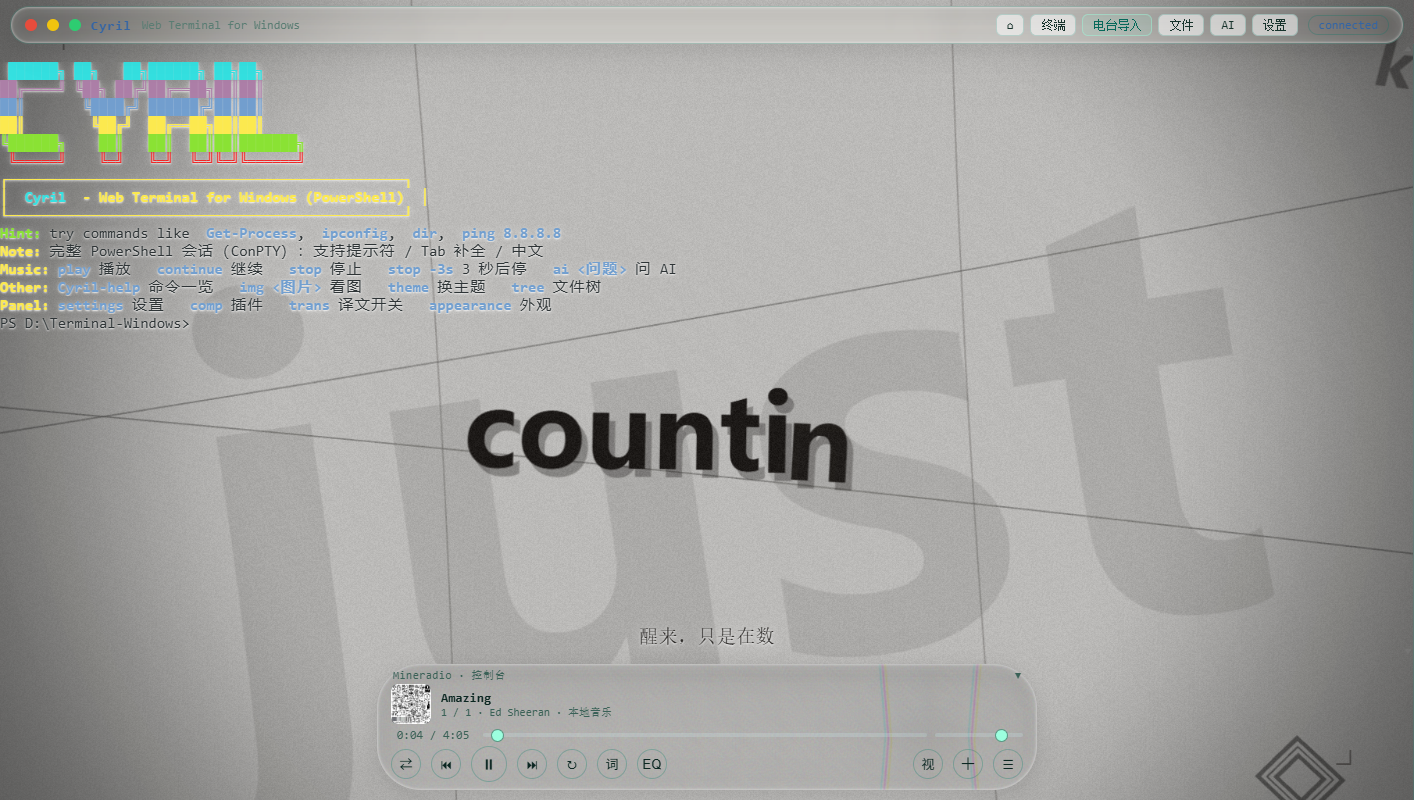 Cyril Web Terminal for Windows
⌂ 终端 电台导入 文件 AI 设置 connected
k
CYRIL
Cyril - Web Terminal for Windows (PowerShell)
Hint: try commands like Get-Process, ipconfig, dir, ping 8.8.8.8
Note: 完整 PowerShell 会话 (ConPTY) : 支持提示符 / Tab 补全 / 中文
Music: play 播放 continue 继续 stop 停止 stop -3s 3 秒后停 ai <问题> 问 AI
Other: Cyril-help 命令一览 img <图片> 看图 theme 换主题 tree 文件树
Panel: settings 设置 comp 插件 trans 译文开关 appearance 外观
PS D:\Terminal-Windows>
just
countin
醒来. 只是在数
Mineradio · 控制台 ▼
Amazing
1 / 1 · Ed Sheeran · 本地音乐
0:04 / 4:05
词 EQ 视